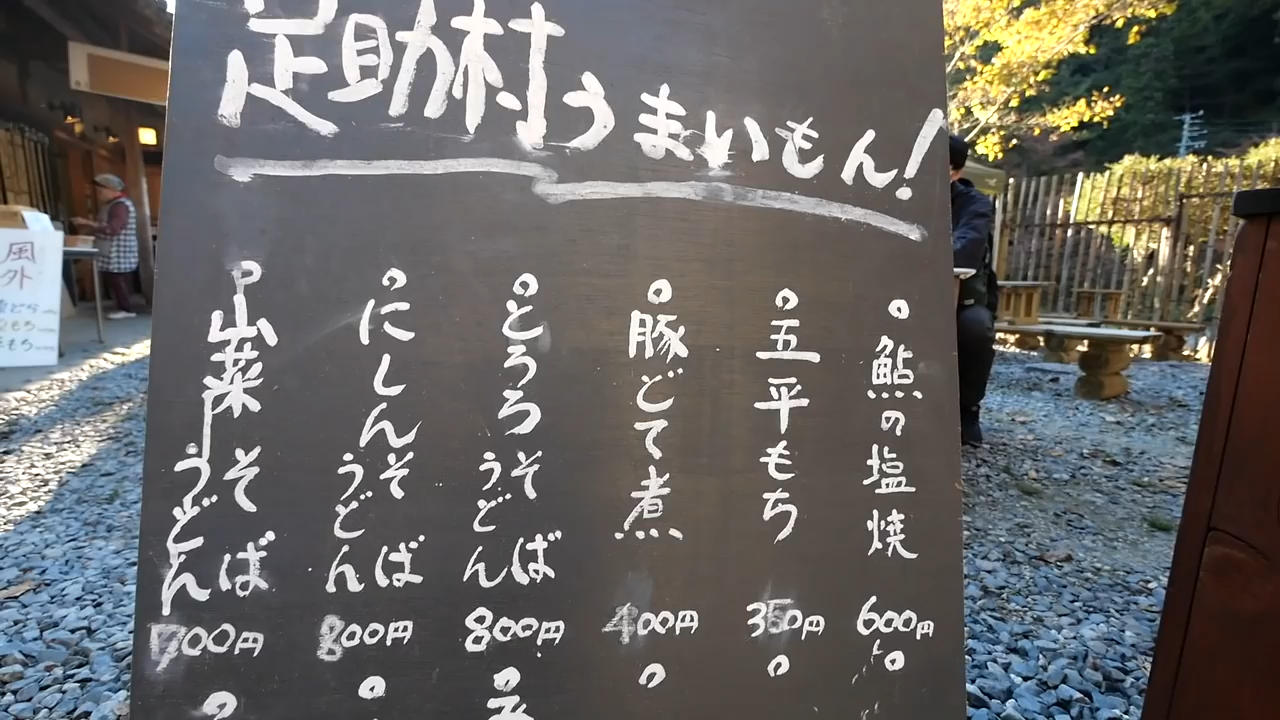 足助村うまいもん!
鮎の塩焼
600円
五平もち
350円
豚どて煮
400円
とろろそば
うどん
800円
にしんそば
うどん
800円
山菜そば
うどん
700円
風
外